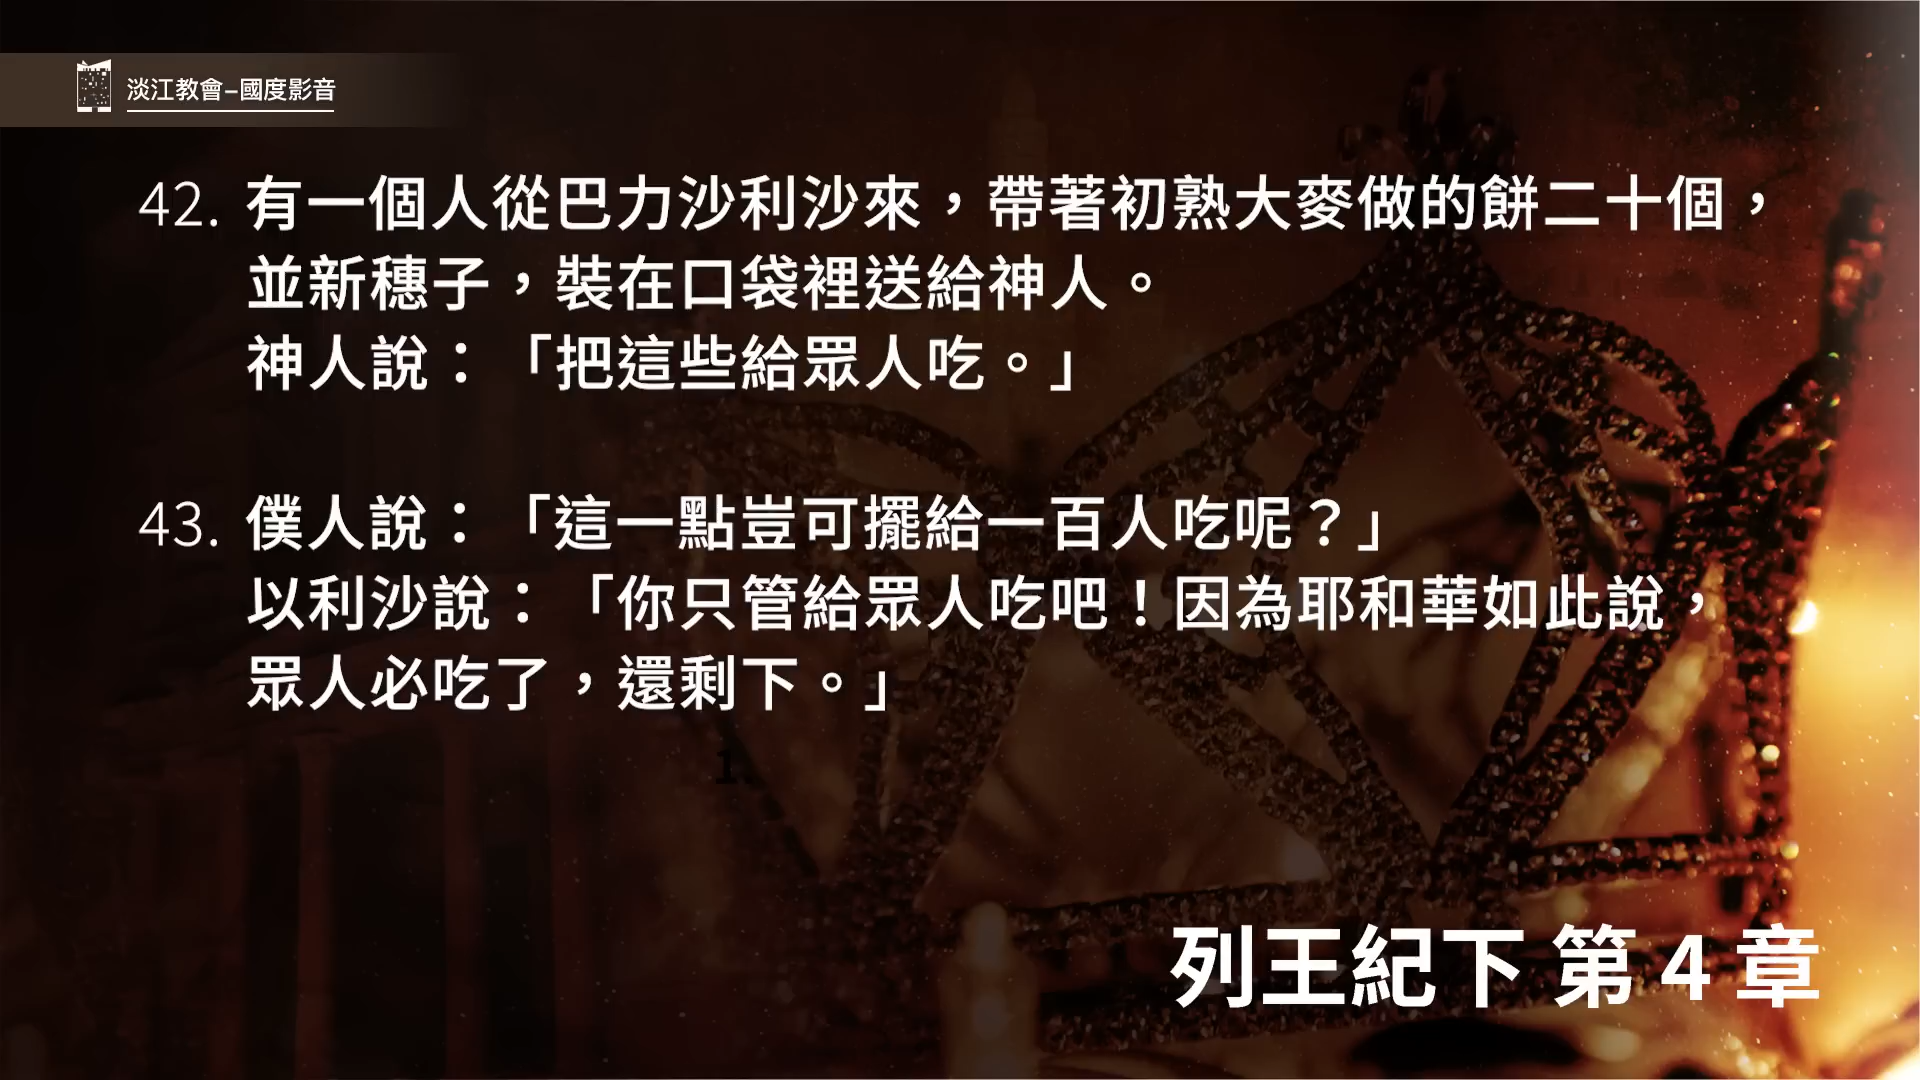 淡江教會–國度影音
42. 有一個人從巴力沙利沙來，帶著初熟大麥做的餅二十個，
並新穗子，裝在口袋裡送給神人。
神人說：「把這些給眾人吃。」
43. 僕人說：「這一點豈可擺給一百人吃呢？」
以利沙說：「你只管給眾人吃吧！因為耶和華如此說，
眾人必吃了，還剩下。」
1.
列王紀下 第 4 章